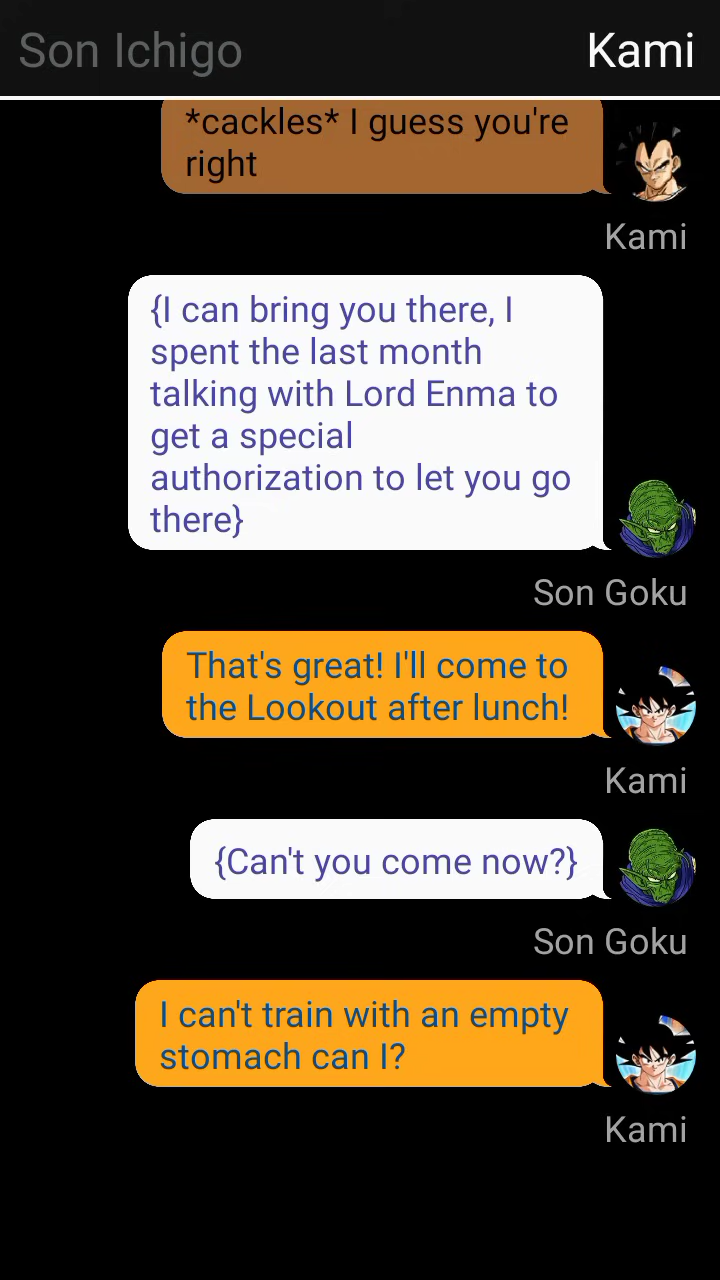 Son Ichigo
Kami
*cackles* I guess you're
right
Kami
{I can bring you there, I
spent the last month
talking with Lord Enma to
get a special
authorization to let you go
there}
Son Goku
That's great! I'll come to
the Lookout after lunch!
Kami
{Can't you come now?}
Son Goku
I can't train with an empty
stomach can I?
Kami